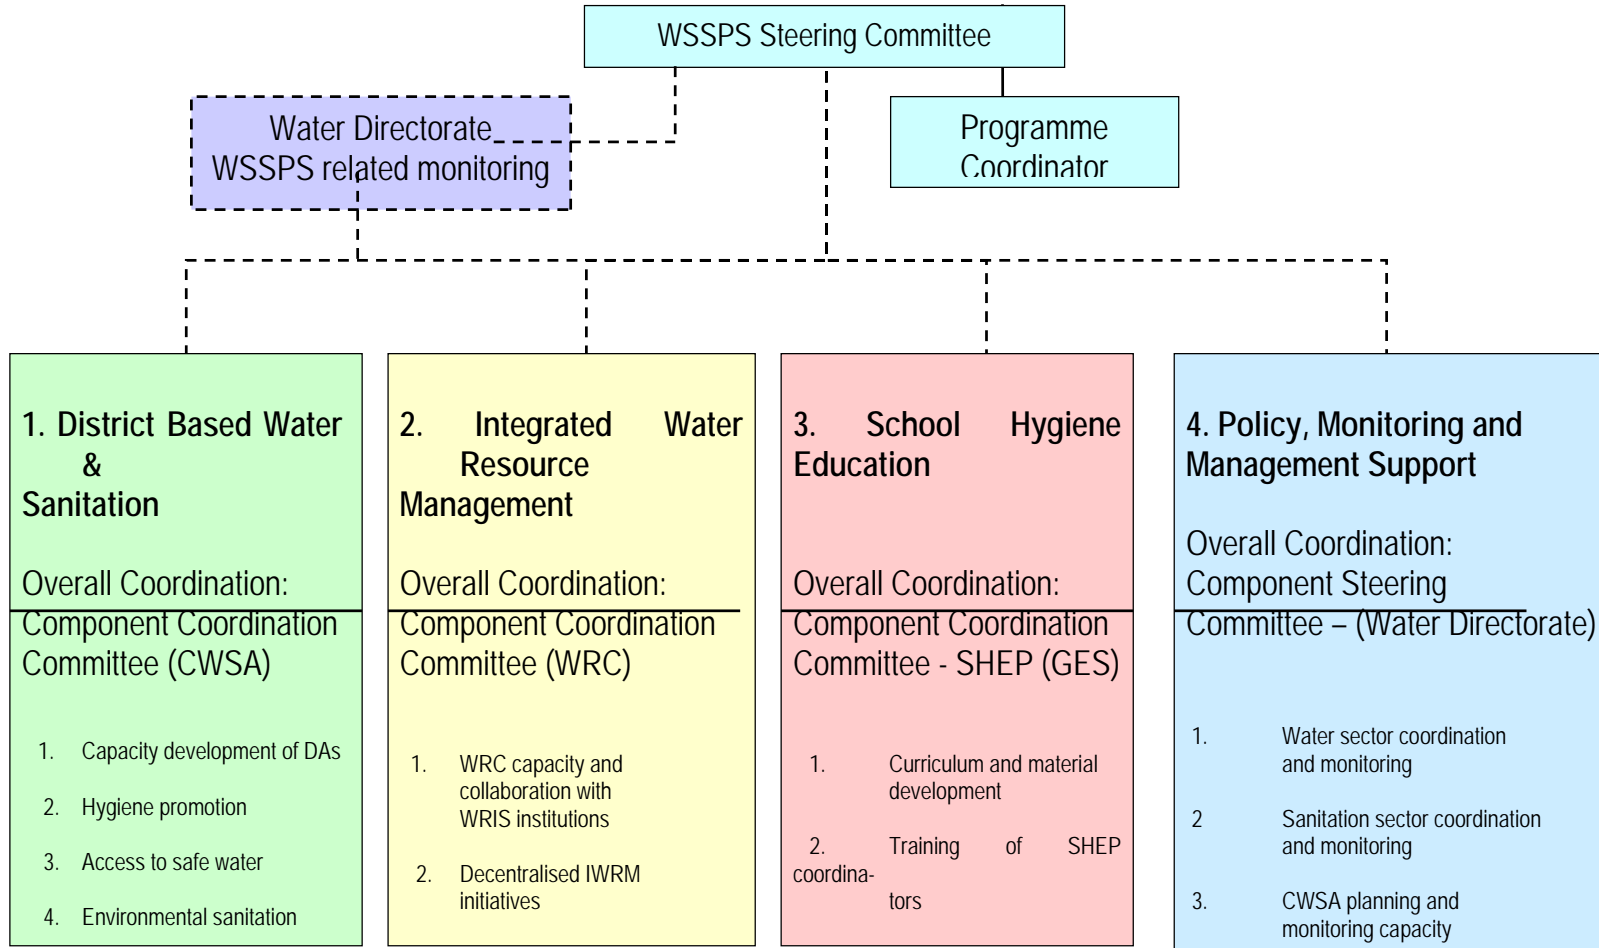 WSSPS Steering Committee
Water Directorate
WSSPS related monitoring
Programme
Coordinator
1. District Based Water
&
Sanitation
Overall Coordination:
Component Coordination
Committee (CWSA)
1. Capacity development of DAs
2. Hygiene promotion
3. Access to safe water
4. Environmental sanitation
2. Integrated Water
Resource
Management
Overall Coordination:
Component Coordination
Committee (WRC)
1. WRC capacity and
collaboration with
WRIS institutions
2. Decentralised IWRM
initiatives
3. School Hygiene
Education
Overall Coordination:
Component Coordination
Committee - SHEP (GES)
1. Curriculum and material
development
2. Training of SHEP
coordina-
tors
4. Policy, Monitoring and
Management Support
Overall Coordination:
Component Steering
Committee – (Water Directorate)
1. Water sector coordination
and monitoring
2 Sanitation sector coordination
and monitoring
3. CWSA planning and
monitoring capacity